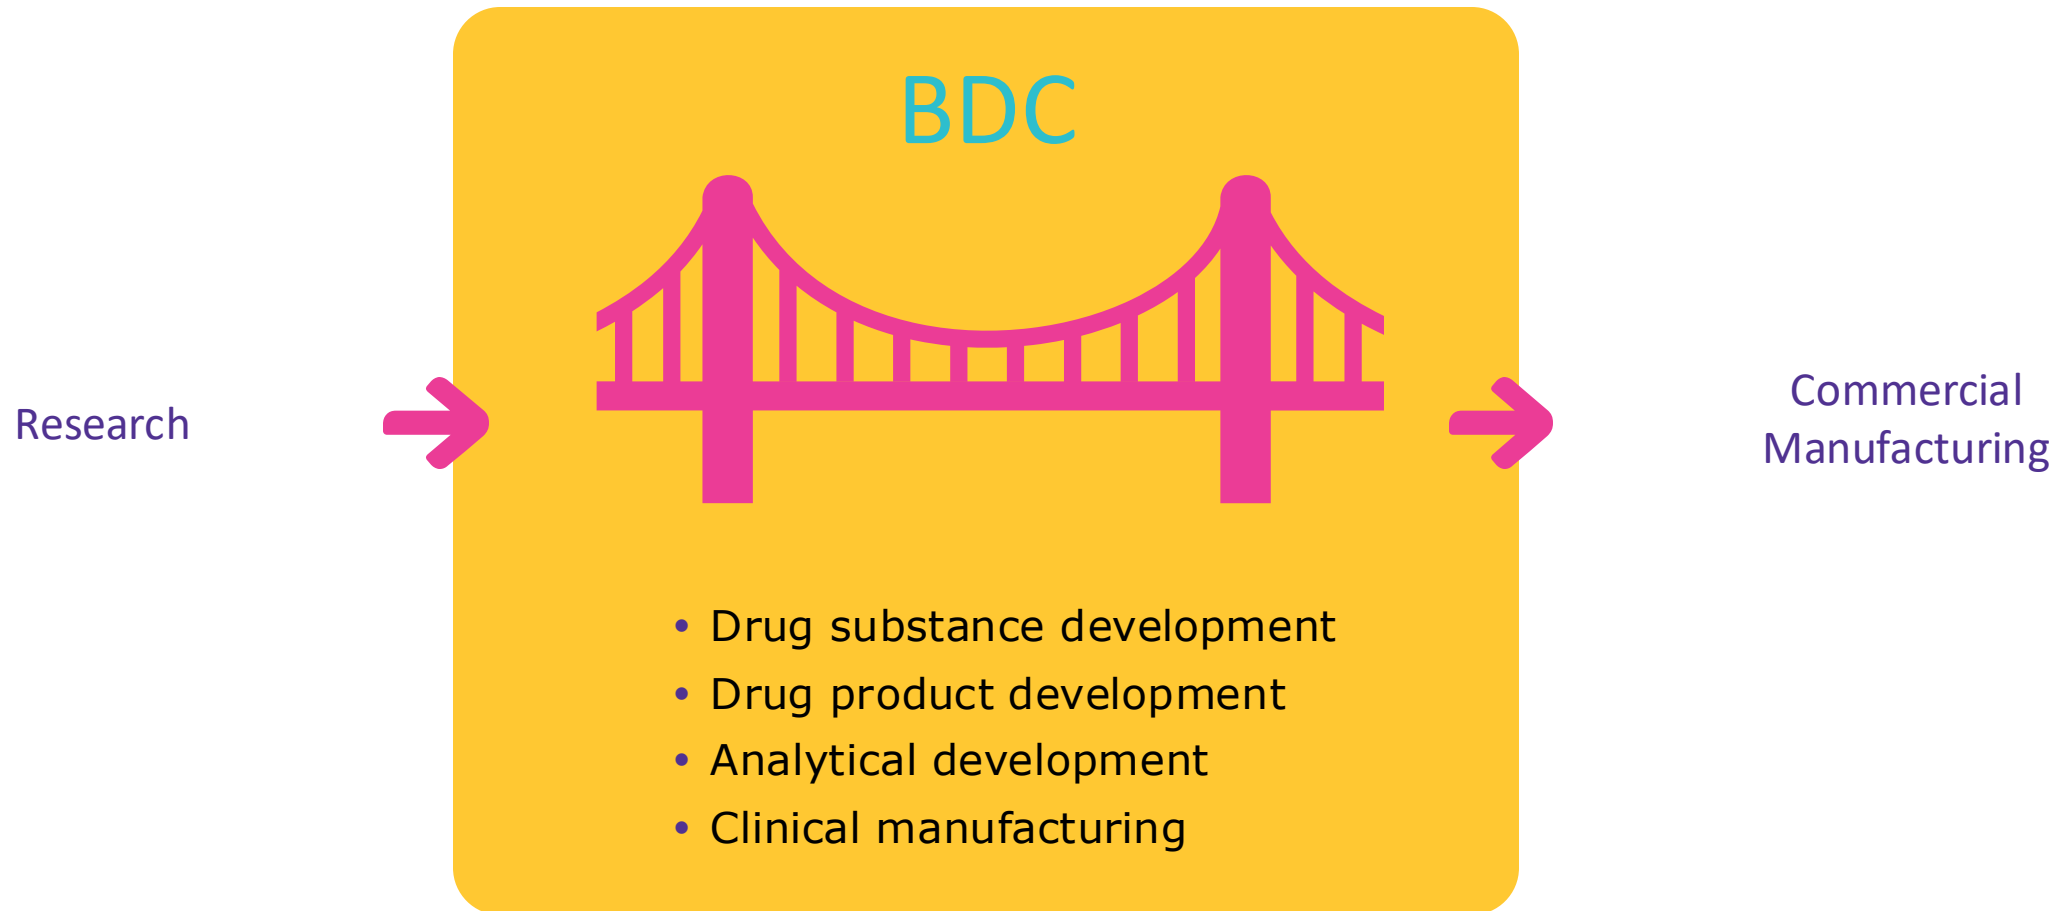 BDC
Research
Commercial
Manufacturing
• Drug substance development
• Drug product development
• Analytical development
• Clinical manufacturing